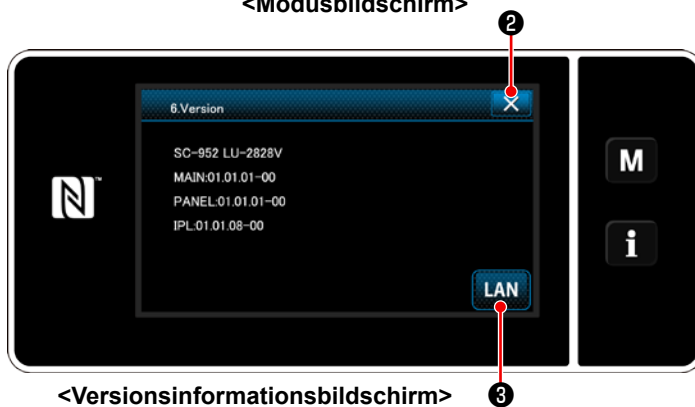 <Modusbildschirm>
❷
6.Version
SC-952 LU-2828V
MAIN:01.01.01-00
PANEL:01.01.01-00
IPL:01.01.08-00
M
i
LAN
<Versionsinformationsbildschirm>
❸